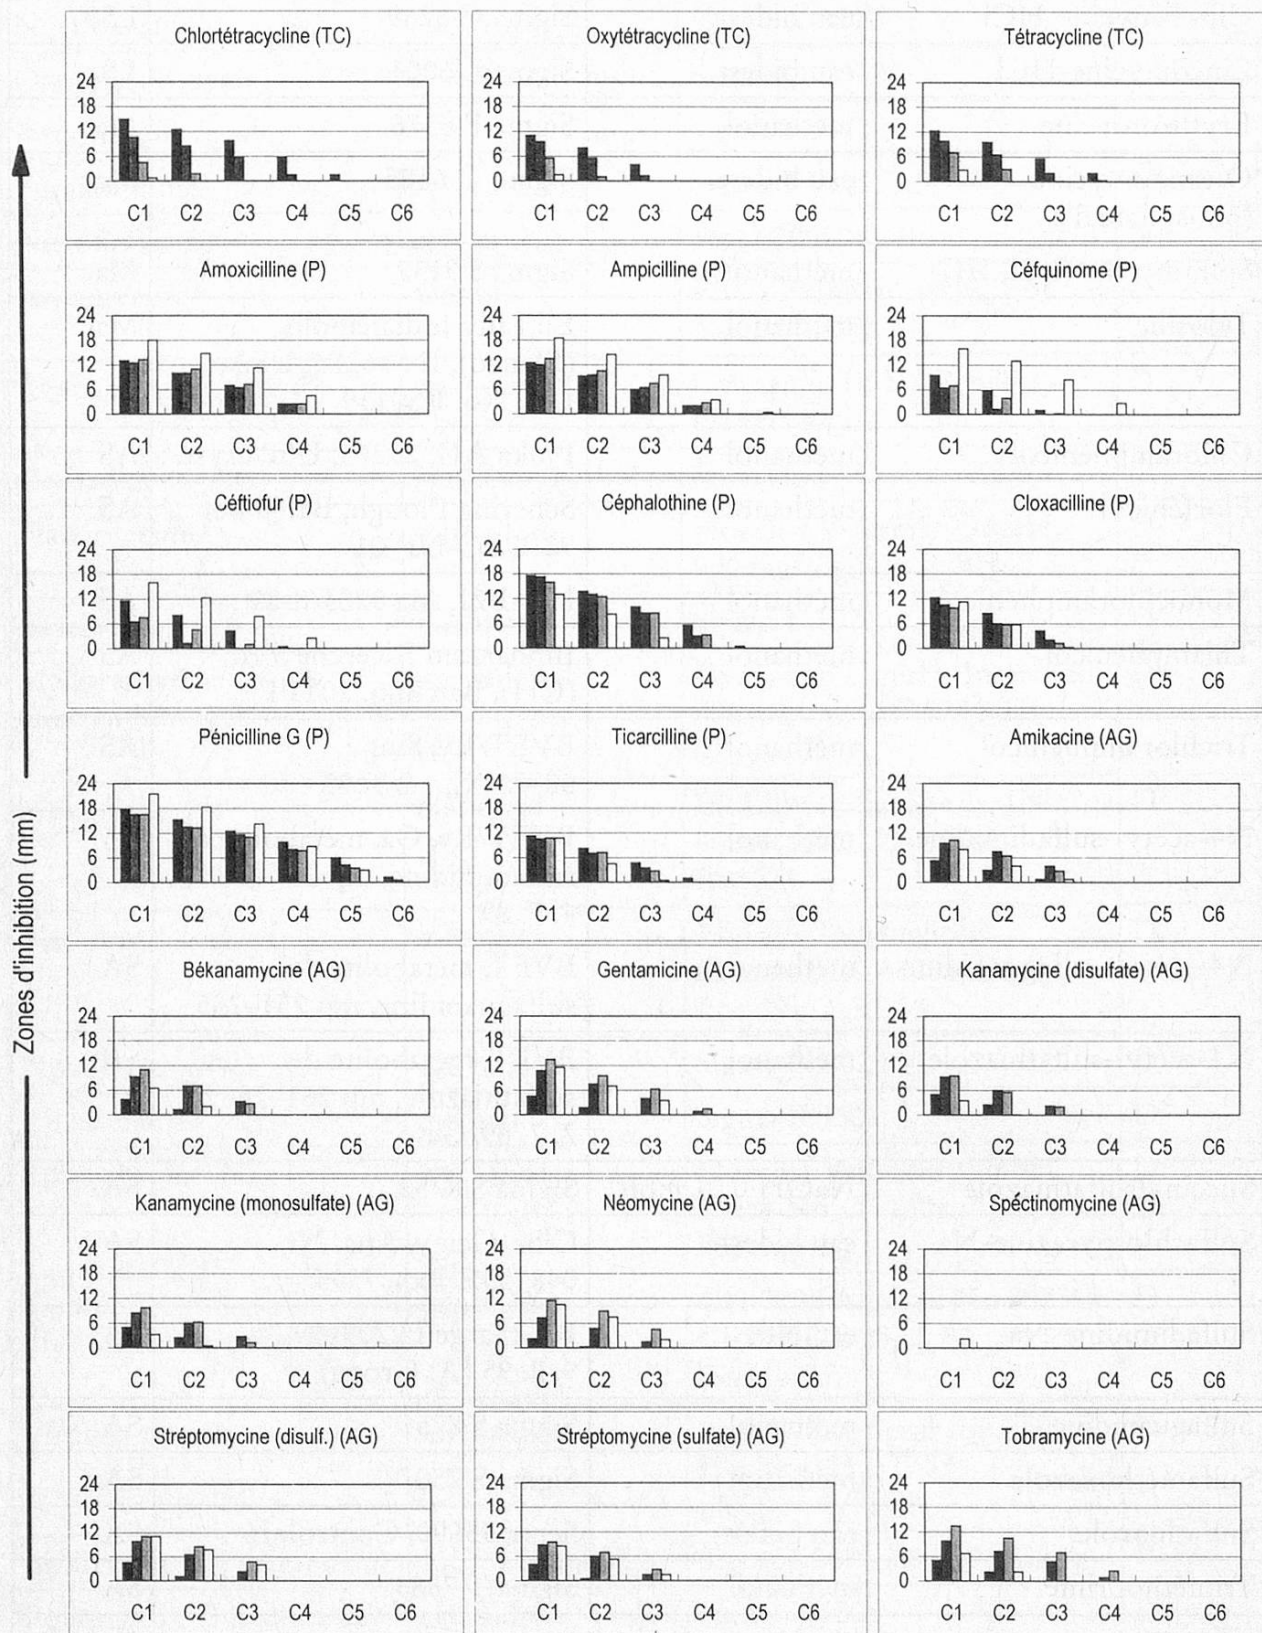 Zones d'inhibition (mm)
Chlortétracycline (TC)
24
18
12
6
0
C1 C2 C3 C4 C5 C6
Oxytétracycline (TC)
24
18
12
6
0
C1 C2 C3 C4 C5 C6
Tétracycline (TC)
24
18
12
6
0
C1 C2 C3 C4 C5 C6
Amoxicilline (P)
24
18
12
6
0
C1 C2 C3 C4 C5 C6
Ampicilline (P)
24
18
12
6
0
C1 C2 C3 C4 C5 C6
Céfquinome (P)
24
18
12
6
0
C1 C2 C3 C4 C5 C6
Céftiofur (P)
24
18
12
6
0
C1 C2 C3 C4 C5 C6
Céphalothine (P)
24
18
12
6
0
C1 C2 C3 C4 C5 C6
Cloxacilline (P)
24
18
12
6
0
C1 C2 C3 C4 C5 C6
Pénicilline G (P)
24
18
12
6
0
C1 C2 C3 C4 C5 C6
Ticarcilline (P)
24
18
12
6
0
C1 C2 C3 C4 C5 C6
Amikacine (AG)
24
18
12
6
0
C1 C2 C3 C4 C5 C6
Békanamycine (AG)
24
18
12
6
0
C1 C2 C3 C4 C5 C6
Gentamicine (AG)
24
18
12
6
0
C1 C2 C3 C4 C5 C6
Kanamycine (disulfate) (AG)
24
18
12
6
0
C1 C2 C3 C4 C5 C6
Kanamycine (monosulfate) (AG)
24
18
12
6
0
C1 C2 C3 C4 C5 C6
Néomycine (AG)
24
18
12
6
0
C1 C2 C3 C4 C5 C6
Spéctinomycine (AG)
24
18
12
6
0
C1 C2 C3 C4 C5 C6
Stréptomycine (disulf.) (AG)
24
18
12
6
0
C1 C2 C3 C4 C5 C6
Stréptomycine (sulfate) (AG)
24
18
12
6
0
C1 C2 C3 C4 C5 C6
Tobramycine (AG)
24
18
12
6
0
C1 C2 C3 C4 C5 C6